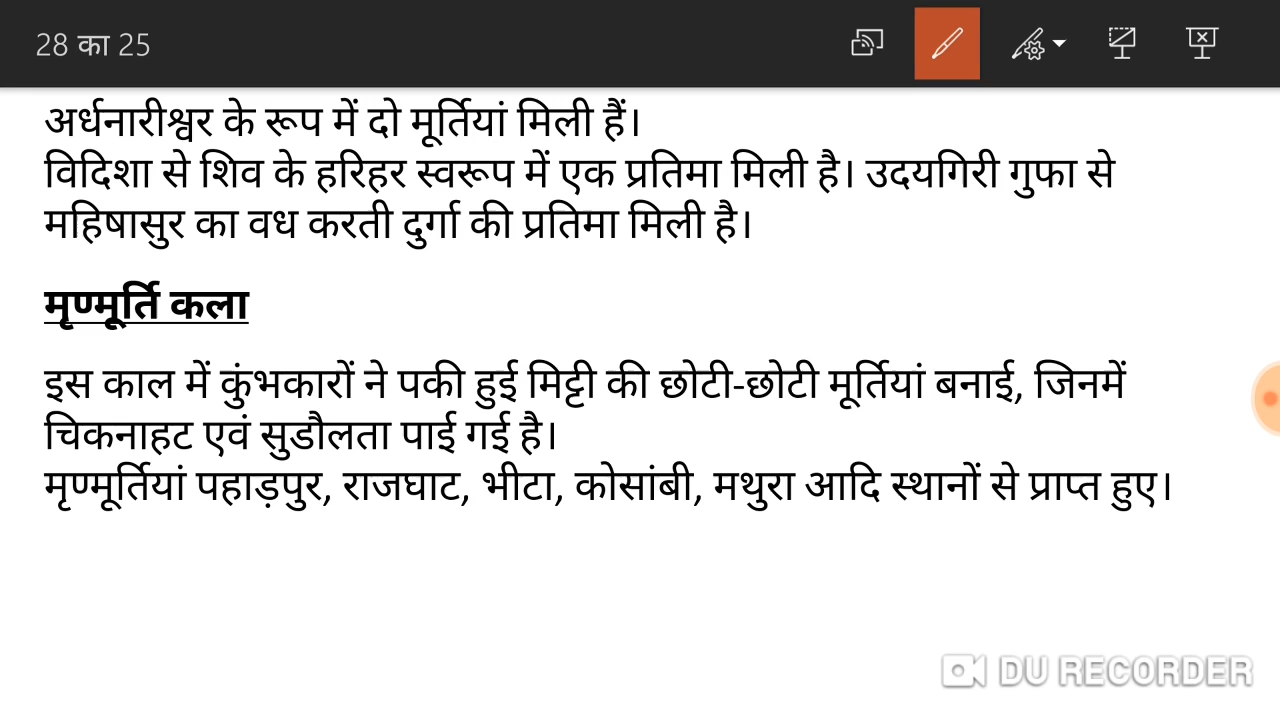 28 का 25
अर्धनारीश्वर के रूप में दो मूर्तियां मिली हैं।
विदिशा से शिव के हरिहर स्वरूप में एक प्रतिमा मिली है। उदयगिरी गुफा से
महिषासुर का वध करती दुर्गा की प्रतिमा मिली है।
मृण्मूर्ति कला
इस काल में कुंभकारों ने पकी हुई मिट्टी की छोटी-छोटी मूर्तियां बनाई, जिनमें
चिकनाहट एवं सुडौलता पाई गई है।
मृण्मूर्तियां पहाड़पुर, राजघाट, भीटा, कोसांबी, मथुरा आदि स्थानों से प्राप्त हुए।
DU RECORDER